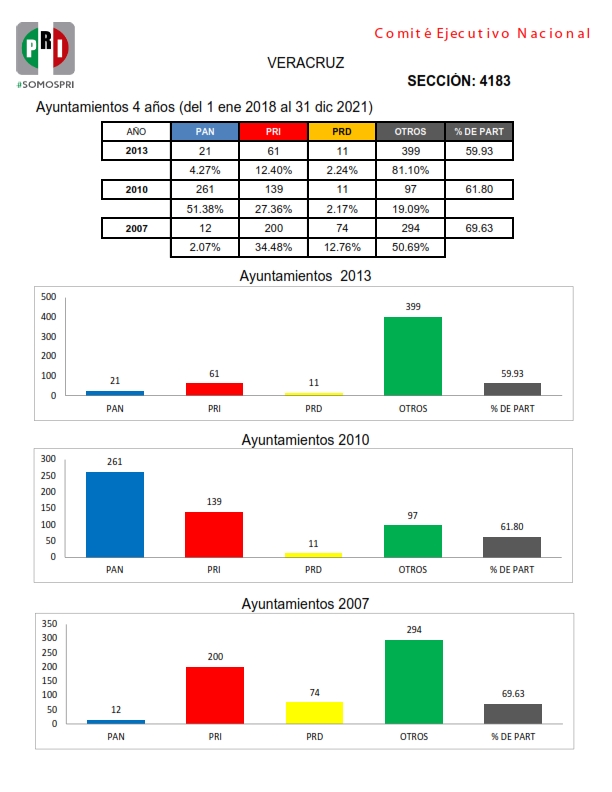 Comité Ejecutivo Nacional
PRI
#SOMOSPRI
VERACRUZ
SECCIÒN: 4183
Ayuntamientos 4 años (del 1 ene 2018 al 31 dic 2021)
AÑO PAN PRI PRD OTROS % DE PART
2013 21 61 11 399 59.93
4.27% 12.40% 2.24% 81.10%
2010 261 139 11 97 61.80
51.38% 27.36% 2.17% 19.09%
2007 12 200 74 294 69.63
2.07% 34.48% 12.76% 50.69%
Ayuntamientos 2013
500
400
300
200
100
0
21 61 11 399 59.93
PAN PRI PRD OTROS % DE PART
Ayuntamientos 2010
300
250
200
150
100
50
0
261 139 11 97 61.80
PAN PRI PRD OTROS % DE PART
Ayuntamientos 2007
350
300
250
200
150
100
50
0
12 200 74 294 69.63
PAN PRI PRD OTROS % DE PART